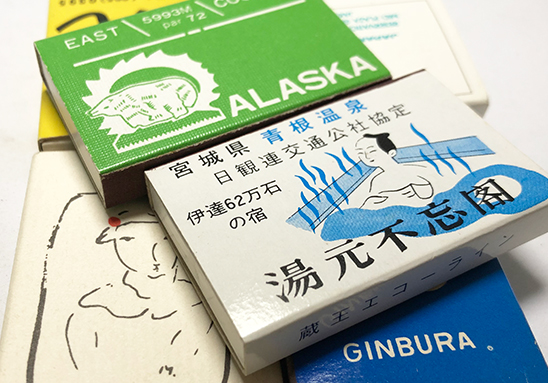 EAST 5993M
par 72
ALASKA
宮城県 青根温泉
日観連交通公社協定
伊達62万石
の宿
湯元不忘閣
蔵王エコーライン
GINBURA。